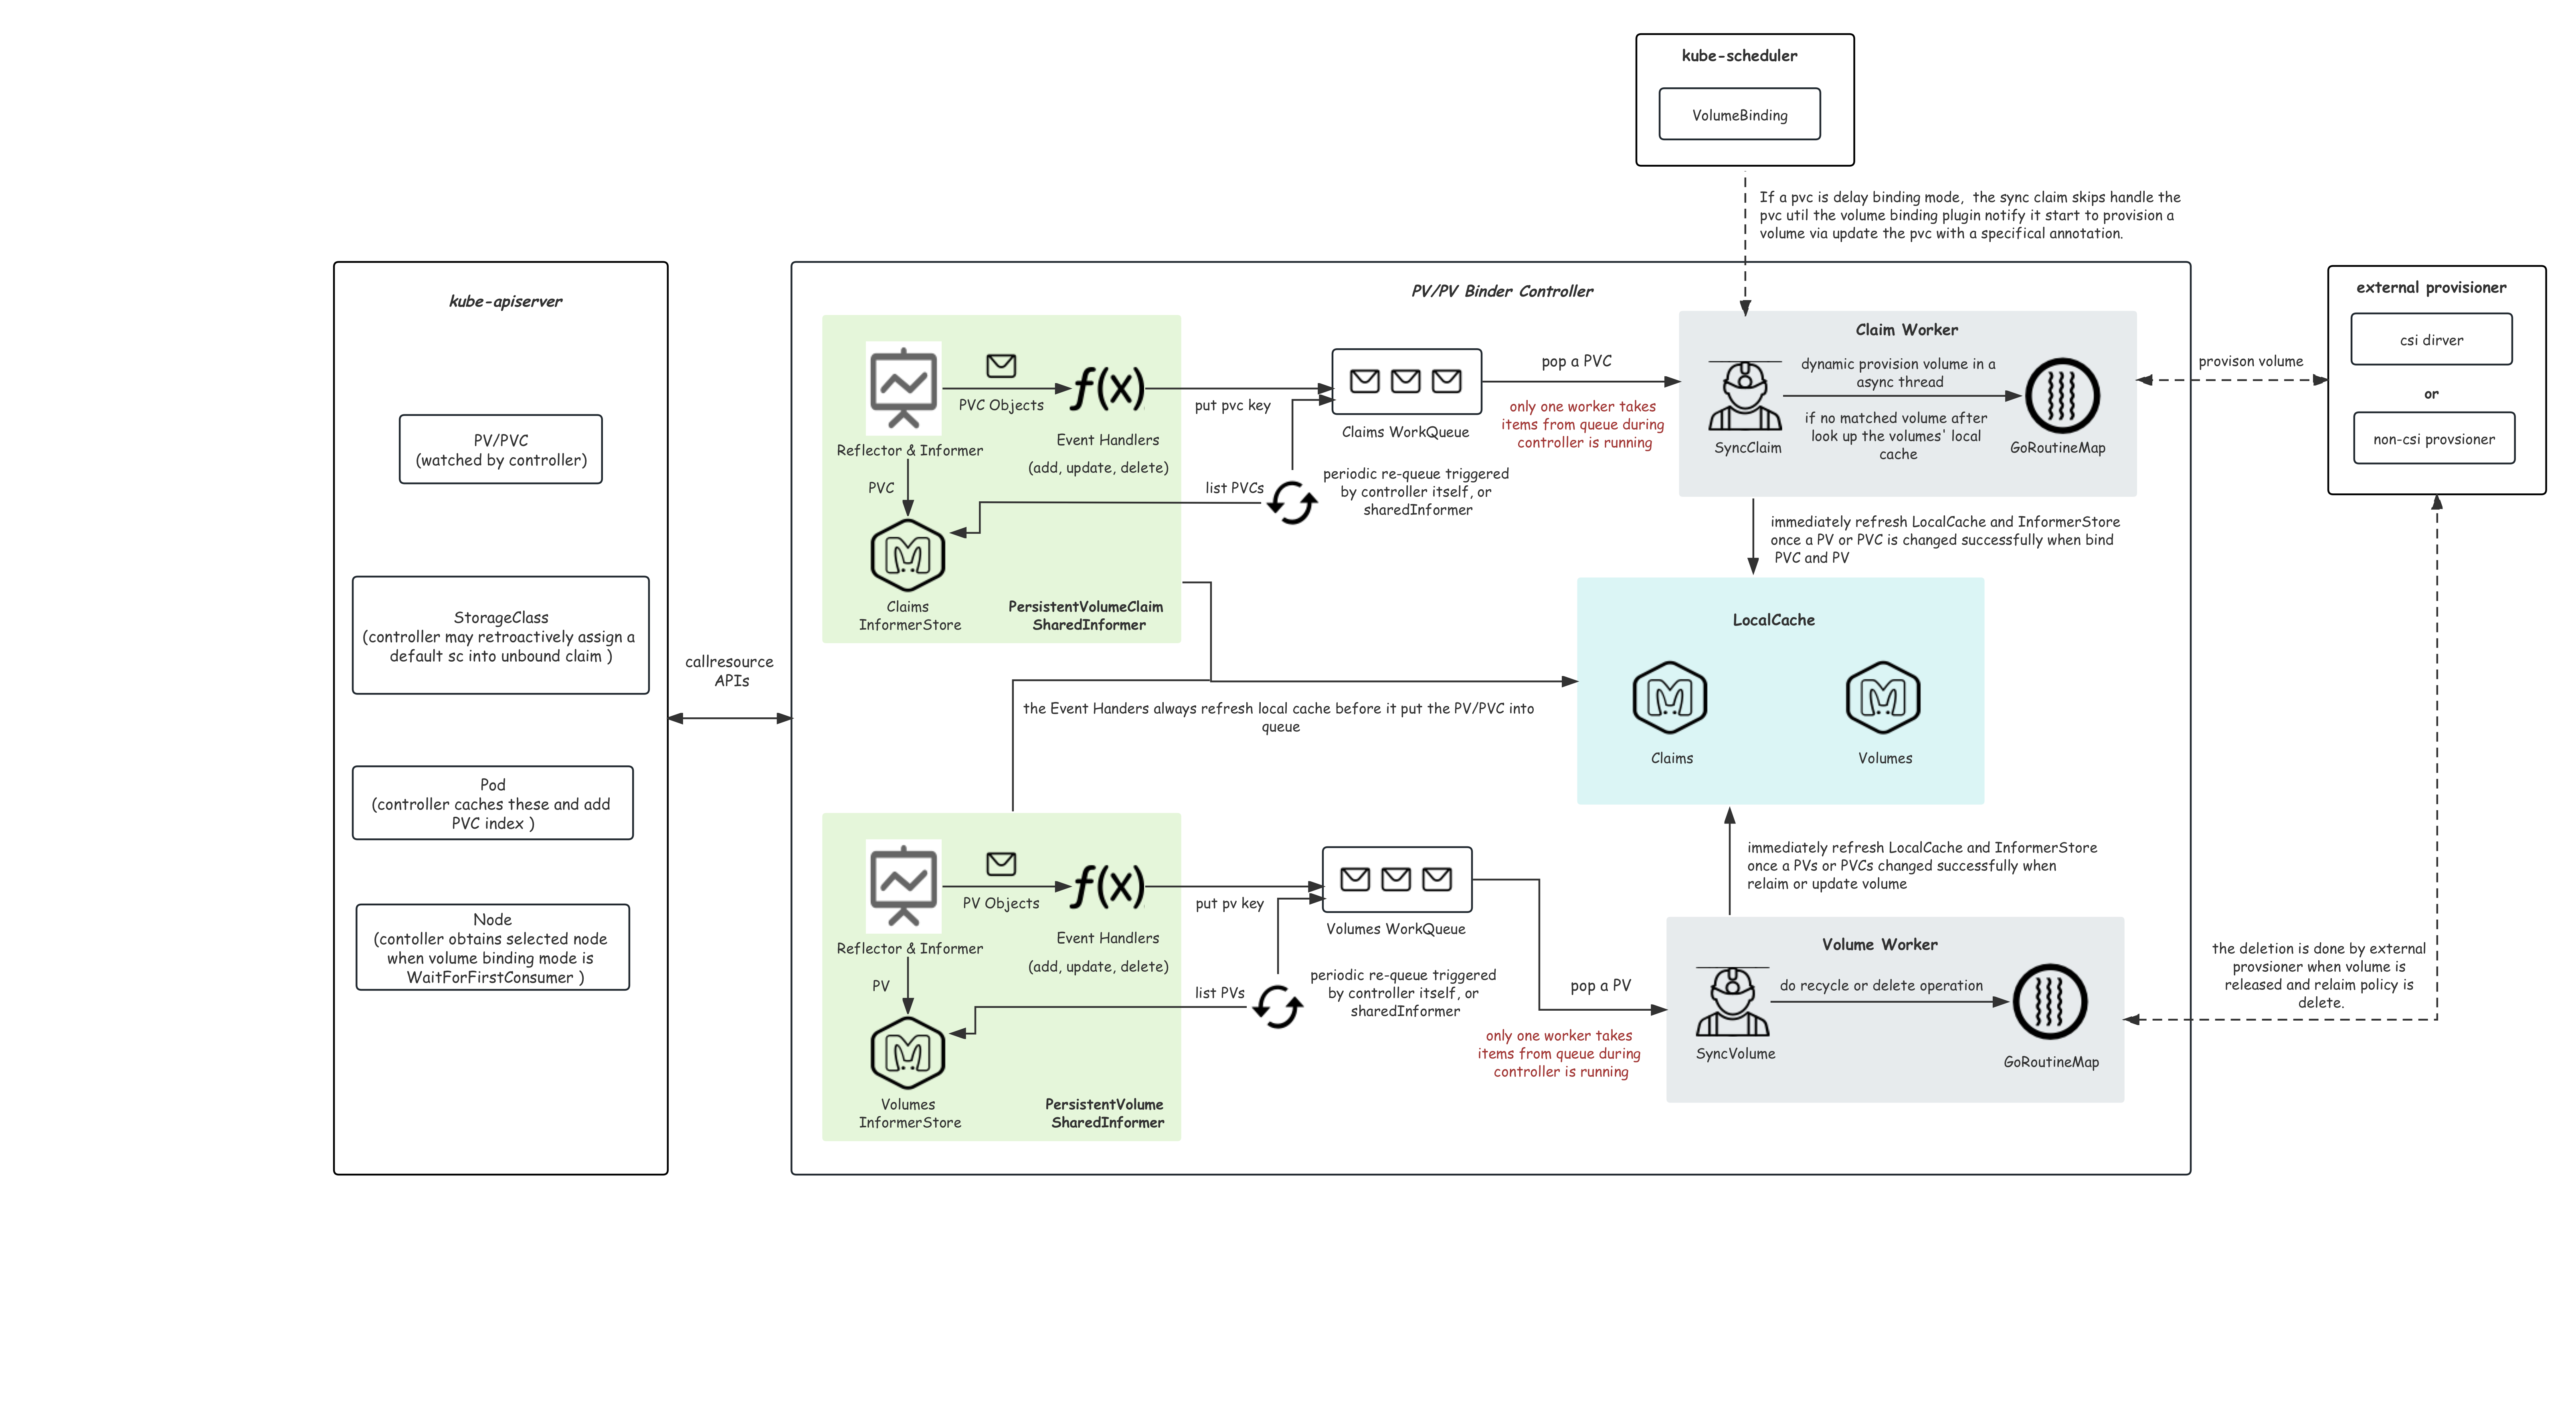 kube-scheduler
VolumeBinding
If a pvc is delay binding mode,  the sync claim skips handle the
pvc util the volume binding plugin notify it start to provision a
volume via update the pvc with a specifical annotation.
kube-apiserver
PV/PVC
(watched by controller)
StorageClass
(controller may retroactively assign a
default sc into unbound claim )
Pod
(controller caches these and add
PVC index )
Node
(contoller obtains selected node
when volume binding mode is
WaitForFirstConsumer )
callresource
APIs
PV/PV Binder Controller
Reflector & Informer
PVC Objects
f(x)
Event Handlers
(add, update, delete)
PVC
Claims
InformerStore
PersistentVolumeClaim
SharedInformer
put pvc key
Claims WorkQueue
list PVCs
periodic re-queue triggered
by controller itself, or
sharedInformer
pop a PVC
only one worker takes
items from queue during
controller is running
Claim Worker
SyncClaim
dynamic provision volume in a
async thread
if no matched volume after
look up the volumes' local
cache
GoRoutineMap
provison volume
external provisioner
csi dirver
or
non-csi provsioner
immediately refresh LocalCache and InformerStore
once a PV or PVC is changed successfully when bind
PVC and PV
LocalCache
Claims
Volumes
the Event Handers always refresh local cache before it put the PV/PVC into
queue
immediately refresh LocalCache and InformerStore
once a PVs or PVCs changed successfully when
relaim or update volume
Reflector & Informer
PV Objects
f(x)
Event Handlers
(add, update, delete)
PV
Volumes
InformerStore
PersistentVolume
SharedInformer
put pv key
Volumes WorkQueue
list PVs
periodic re-queue triggered
by controller itself, or
sharedInformer
pop a PV
only one worker takes
items from queue during
controller is running
Volume Worker
SyncVolume
do recycle or delete operation
GoRoutineMap
the deletion is done by external
provsioner when volume is
released and relaim policy is
delete.